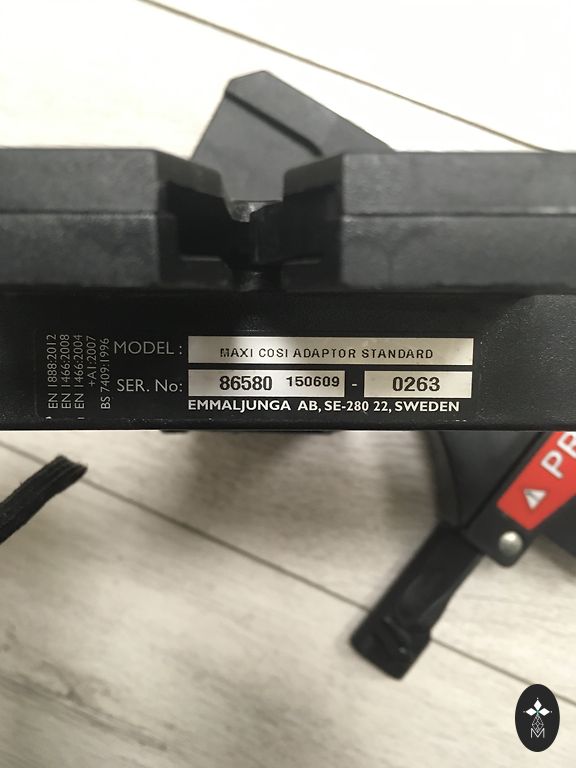 EN 1888:2012
EN 1466:2008
EN 1466:2004
+A1:2007
BS 7409:1996
MODEL : MAXI COSI ADAPTOR STANDARD
SER. No: 86580 150609 - 0263
EMMALJUNGA AB, SE-280 22, SWEDEN
M